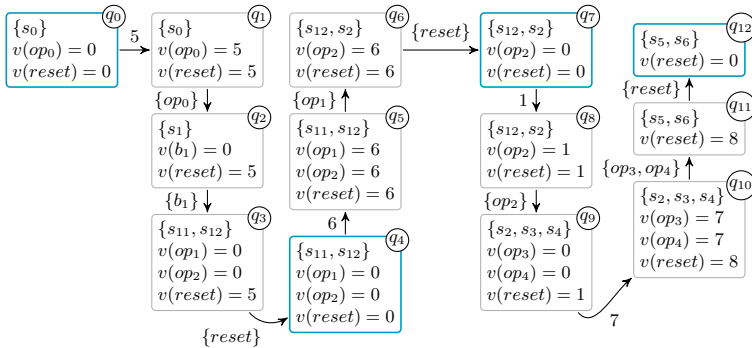 q₀
{s₀}
v(op₀) = 0
v(reset) = 0
5
q₁
{s₀}
v(op₀) = 5
v(reset) = 5
{op₀}
q₂
{s₁}
v(b₁) = 0
v(reset) = 5
{b₁}
q₃
{s₁₁, s₁₂}
v(op₁) = 0
v(op₂) = 0
v(reset) = 5
{reset}
q₄
{s₁₁, s₁₂}
v(op₁) = 0
v(op₂) = 0
v(reset) = 0
6
q₅
{s₁₁, s₁₂}
v(op₁) = 6
v(op₂) = 6
v(reset) = 6
{op₁}
q₆
{s₁₂, s₂}
v(op₂) = 6
v(reset) = 6
{reset}
q₇
{s₁₂, s₂}
v(op₂) = 0
v(reset) = 0
1
q₈
{s₁₂, s₂}
v(op₂) = 1
v(reset) = 1
{op₂}
q₉
{s₂, s₃, s₄}
v(op₃) = 0
v(op₄) = 0
v(reset) = 1
7
q₁₀
{s₂, s₃, s₄}
v(op₃) = 7
v(op₄) = 7
v(reset) = 8
{op₃, op₄}
q₁₁
{s₅, s₆}
v(reset) = 8
{reset}
q₁₂
{s₅, s₆}
v(reset) = 0